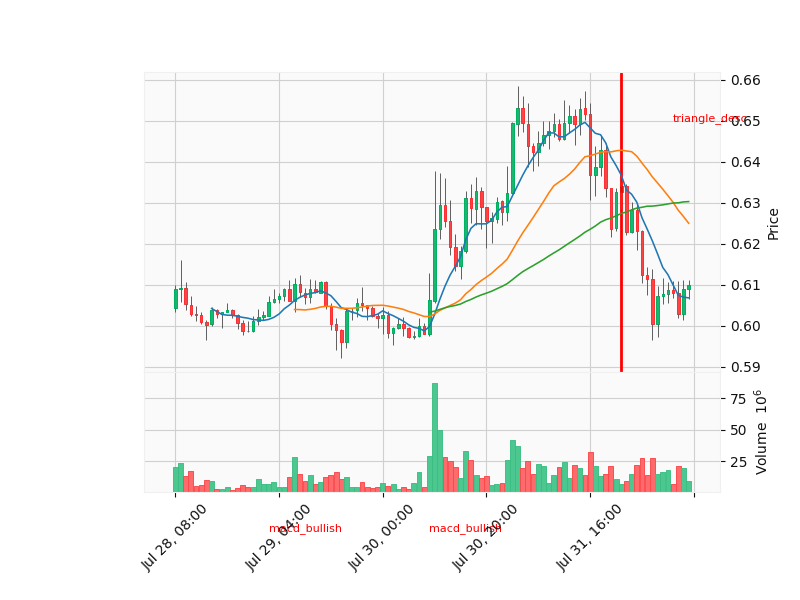 0.66
triangle_desc
0.65
0.64
0.63
0.62
0.61
0.60
0.59
Price
75
50
25
Volume 10^6
macd_bullish
macd_bullish
Jul 28, 08:00
Jul 29, 04:00
Jul 30, 00:00
Jul 30, 20:00
Jul 31, 16:00